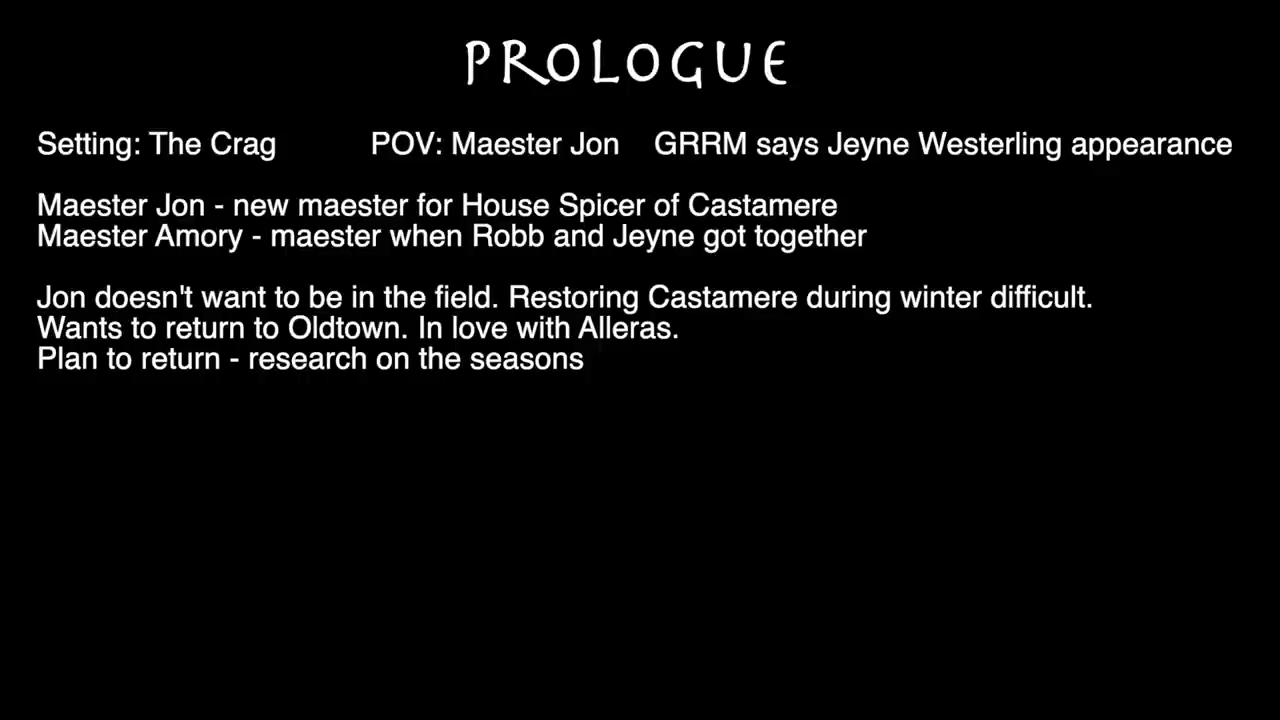 PROLOGUE
Setting: The Crag POV: Maester Jon GRRM says Jeyne Westerling appearance
Maester Jon - new maester for House Spicer of Castamere
Maester Amory - maester when Robb and Jeyne got together
Jon doesn't want to be in the field. Restoring Castamere during winter difficult.
Wants to return to Oldtown. In love with Alleras.
Plan to return - research on the seasons